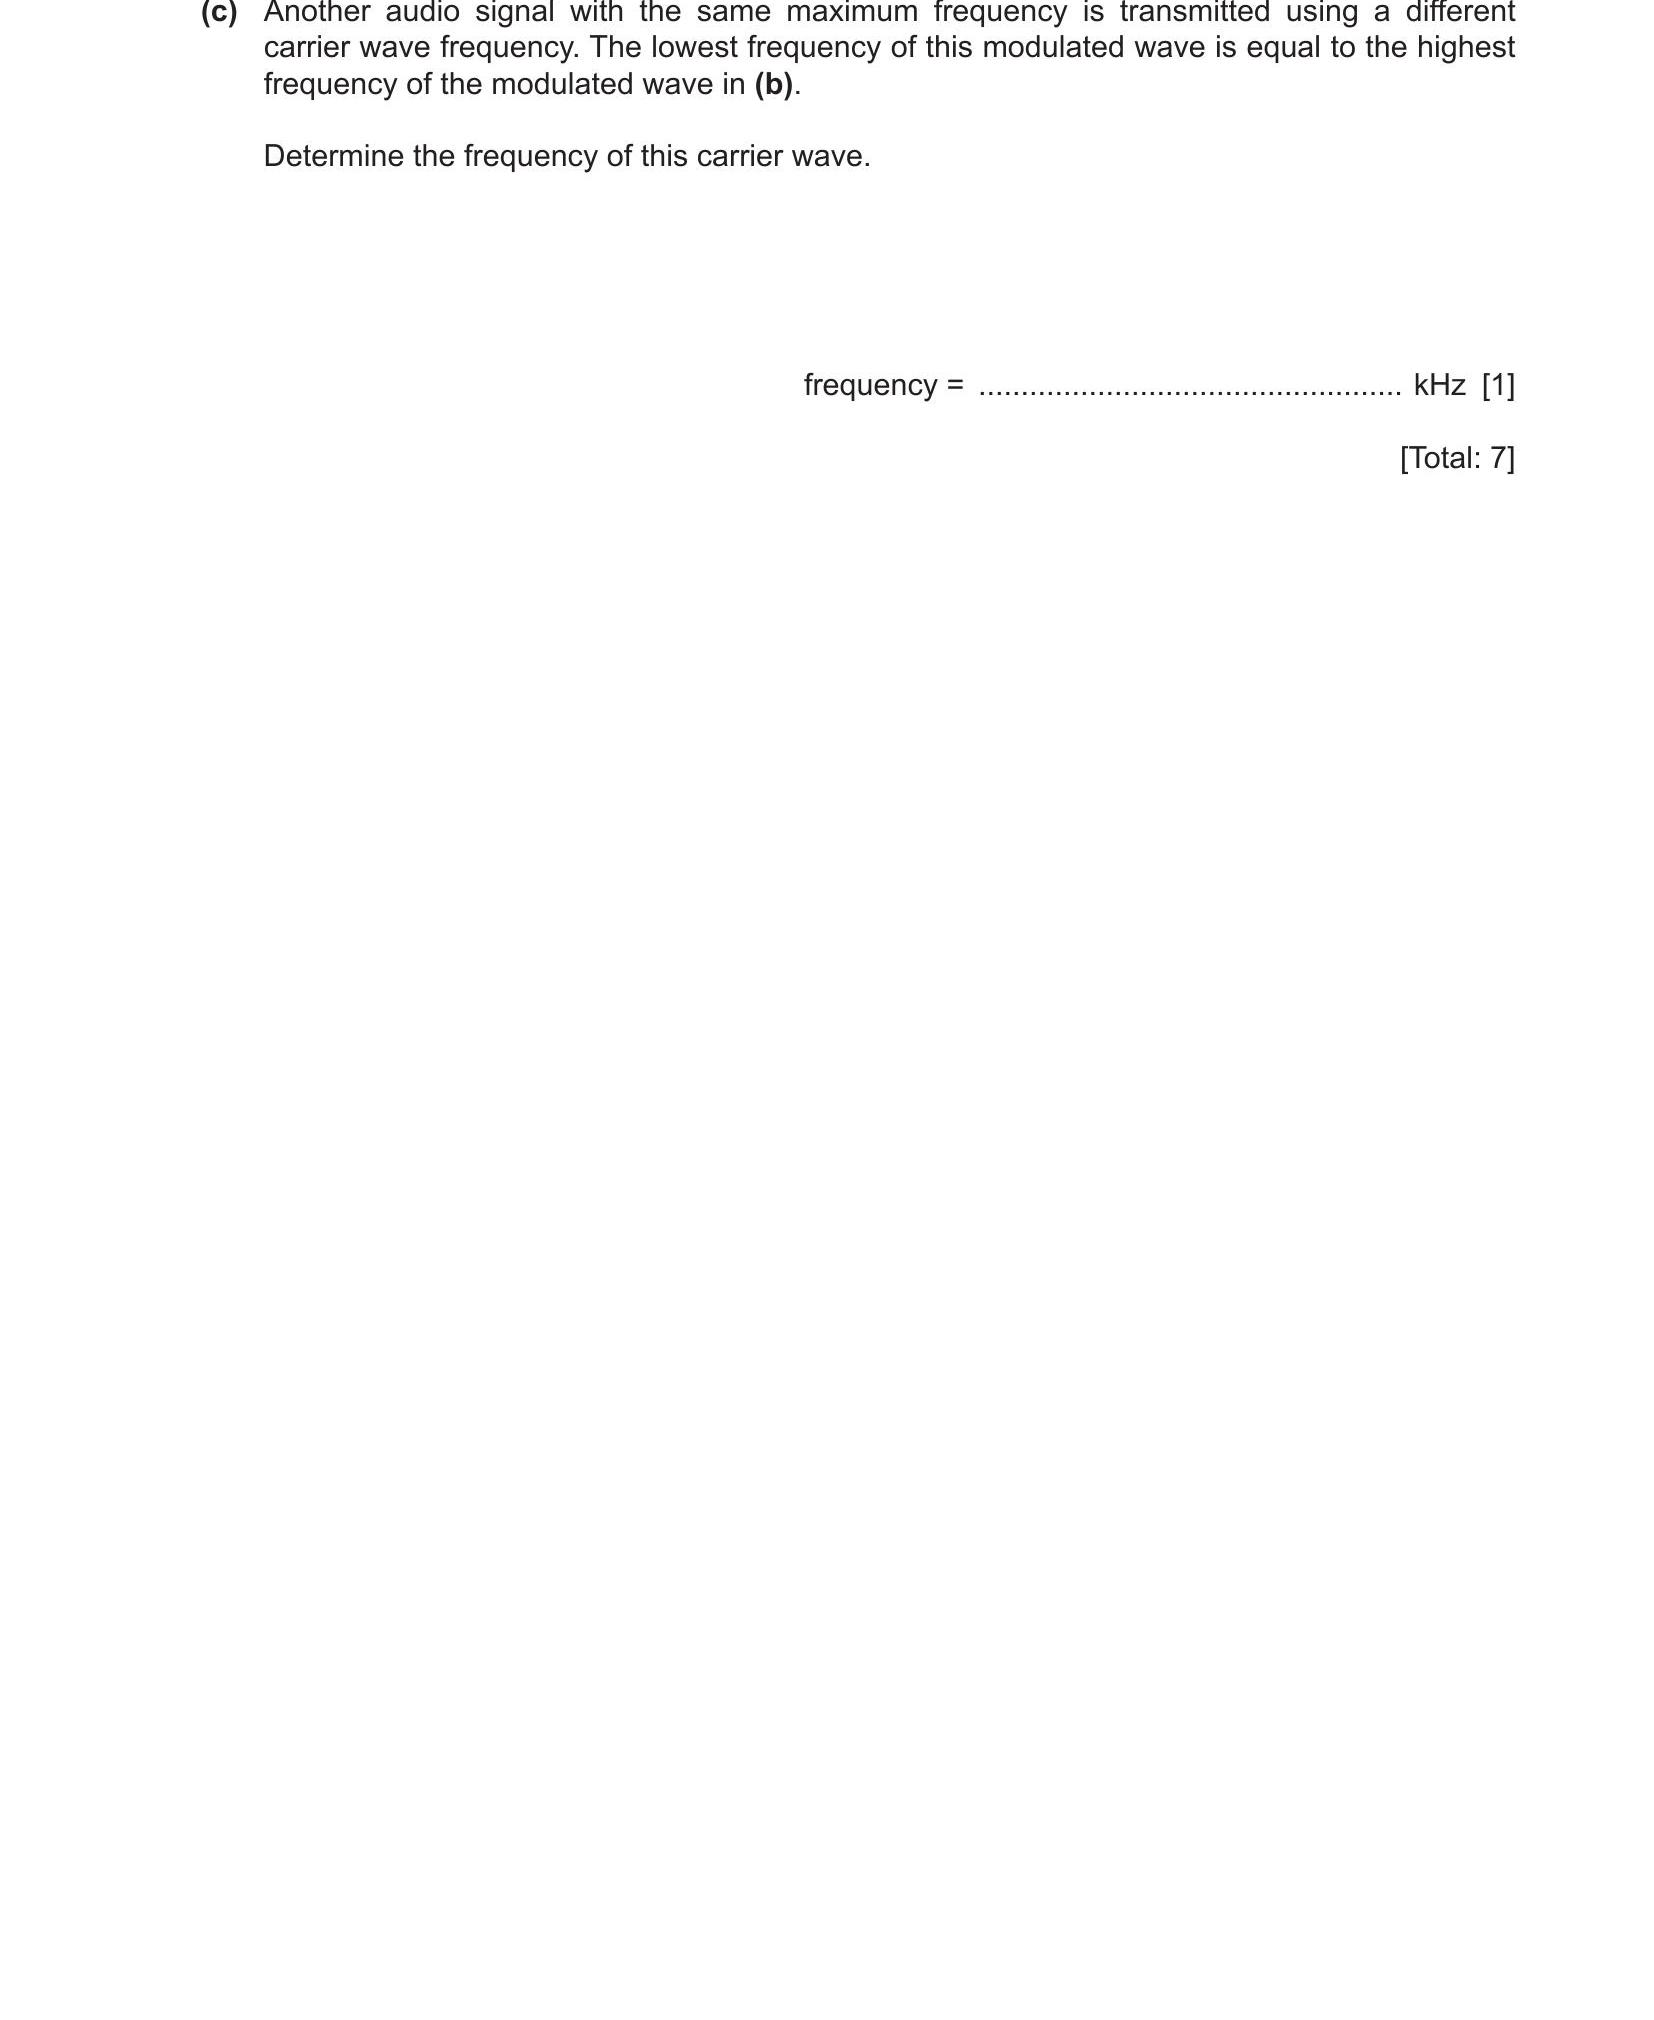 (c) Another audio signal with the same maximum frequency is transmitted using a different
carrier wave frequency. The lowest frequency of this modulated wave is equal to the highest
frequency of the modulated wave in (b).
Determine the frequency of this carrier wave.
frequency = .................................................. kHz [1]
[Total: 7]